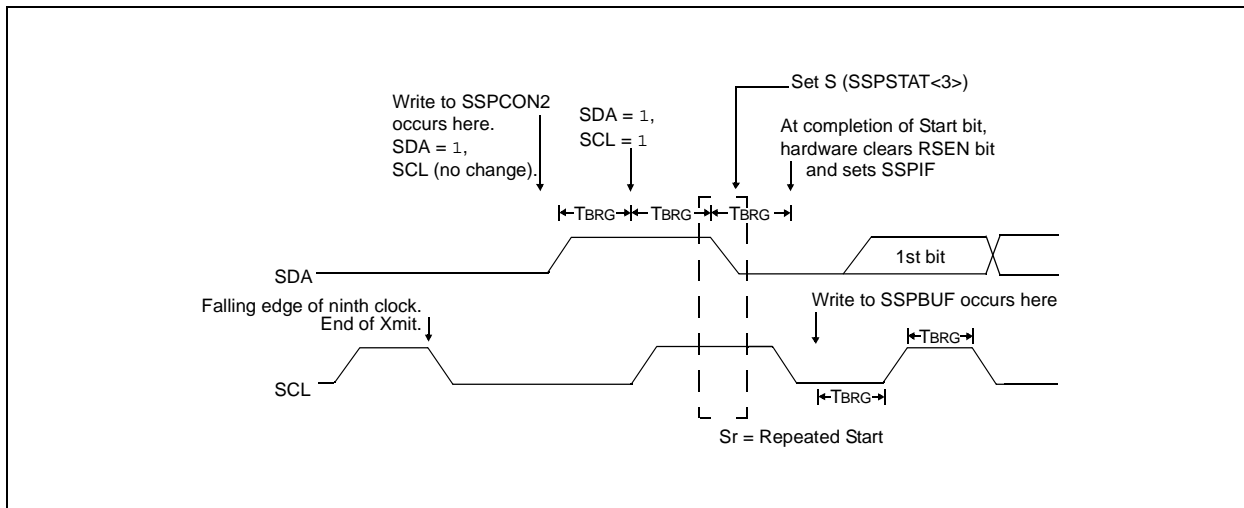 Set S (SSPSTAT<3>)
Write to SSPCON2
occurs here.
SDA = 1,
SCL (no change).
SDA = 1,
SCL = 1
At completion of Start bit,
hardware clears RSEN bit
and sets SSPIF
TBRG
TBRG
TBRG
SDA
1st bit
Falling edge of ninth clock.
End of Xmit.
Write to SSPBUF occurs here
TBRG
SCL
TBRG
Sr = Repeated Start